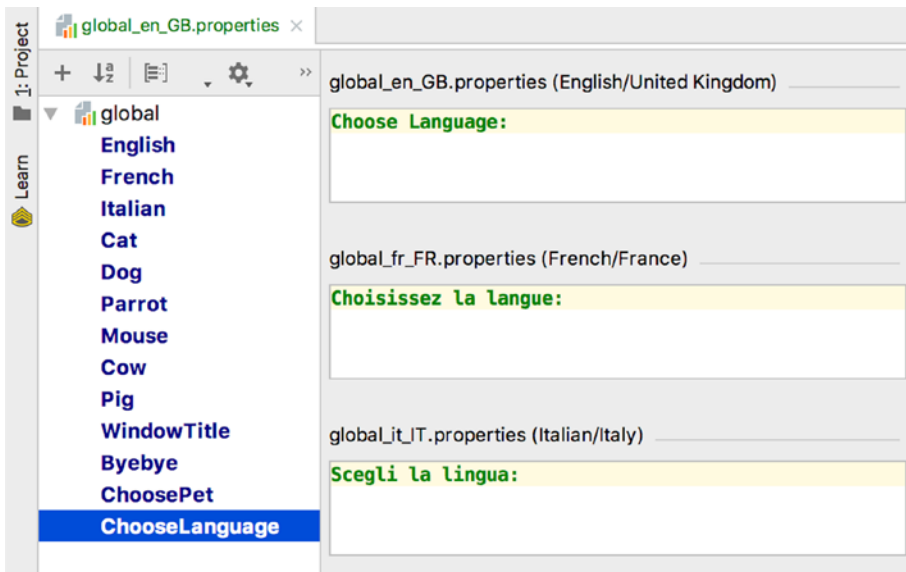 global_en_GB.properties
1: Project
Learn
global
English
French
Italian
Cat
Dog
Parrot
Mouse
Cow
Pig
WindowTitle
Byebye
ChoosePet
ChooseLanguage
global_en_GB.properties (English/United Kingdom)
Choose Language:
global_fr_FR.properties (French/France)
Choisissez la langue:
global_it_IT.properties (Italian/Italy)
Scegli la lingua: